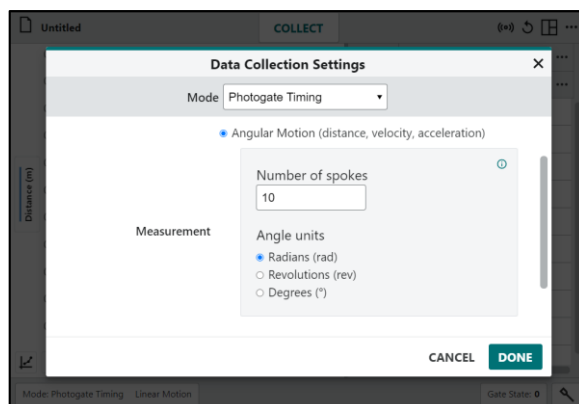 Untitled
COLLECT
Data Collection Settings
Mode Photogate Timing
Angular Motion (distance, velocity, acceleration)
Number of spokes
10
Measurement
Angle units
Radians (rad)
Revolutions (rev)
Degrees (°)
Distance (m)
CANCEL DONE
Mode: Photogate Timing Linear Motion Gate State: 0